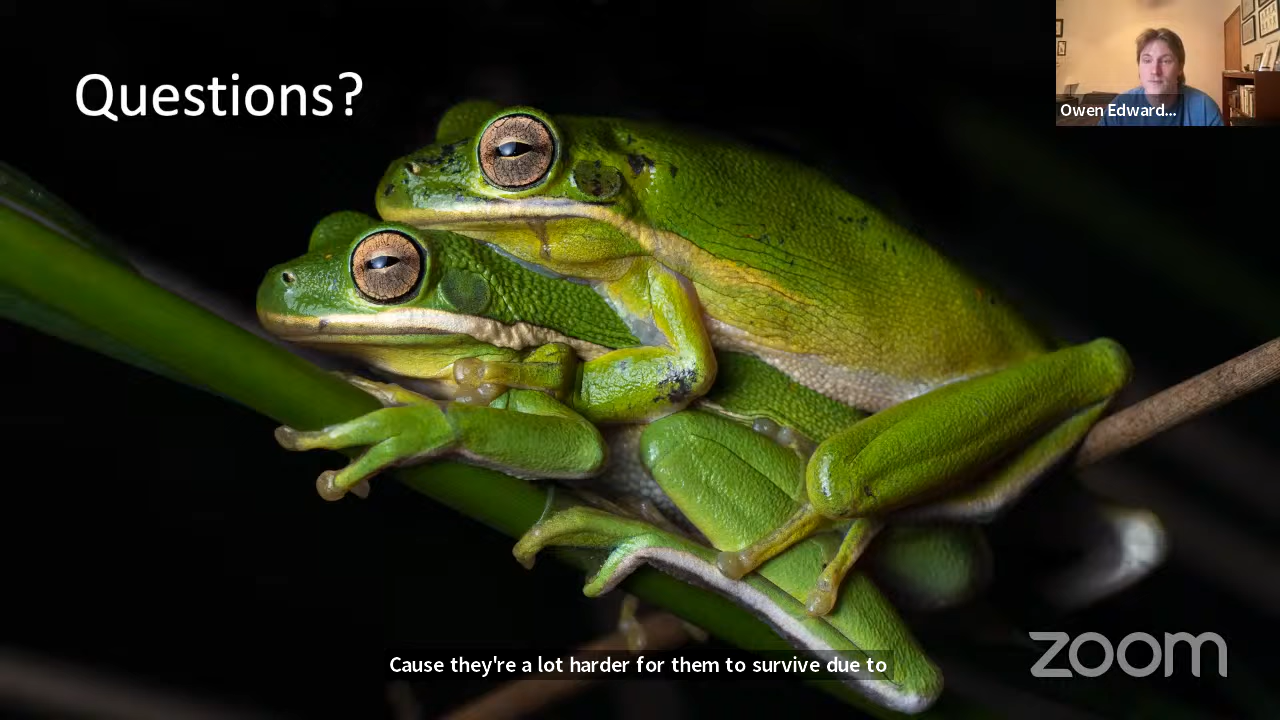 Questions?
Owen Edward...
Cause they're a lot harder for them to survive due to
zoom